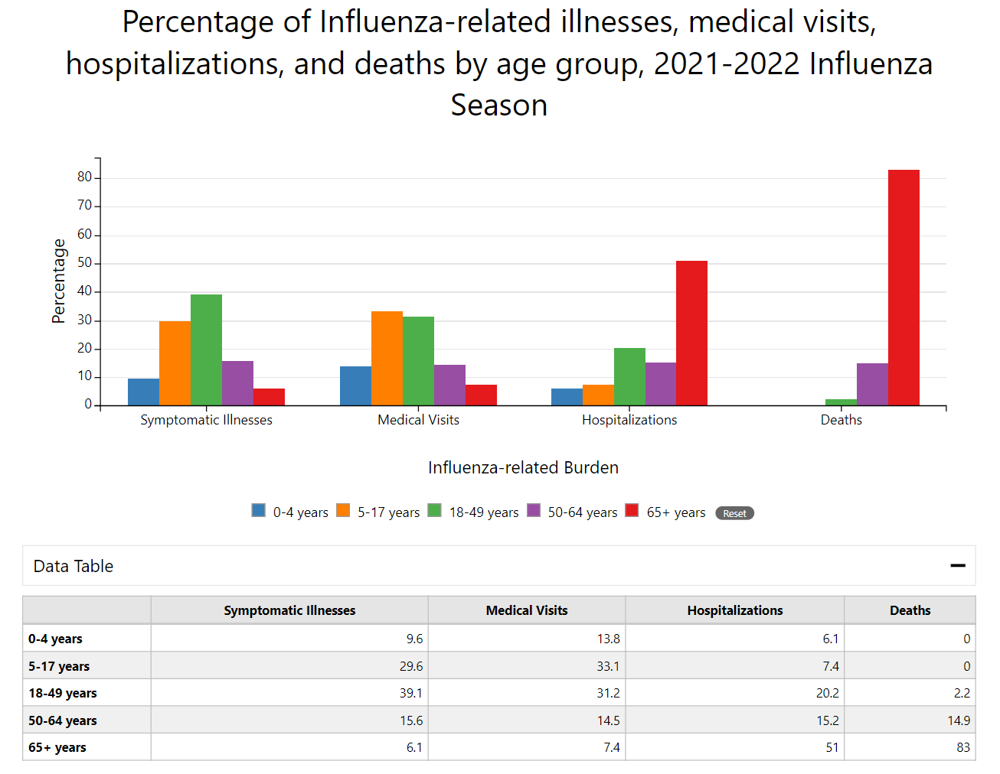 Percentage of Influenza-related illnesses, medical visits,
hospitalizations, and deaths by age group, 2021-2022 Influenza
Season
Percentage
80
70
60
50
40
30
20
10
0
Symptomatic Illnesses Medical Visits Hospitalizations Deaths
Influenza-related Burden
0-4 years 5-17 years 18-49 years 50-64 years 65+ years Reset
Data Table
Symptomatic Illnesses Medical Visits Hospitalizations Deaths
0-4 years 9.6 13.8 6.1 0
5-17 years 29.6 33.1 7.4 0
18-49 years 39.1 31.2 20.2 2.2
50-64 years 15.6 14.5 15.2 14.9
65+ years 6.1 7.4 51 83